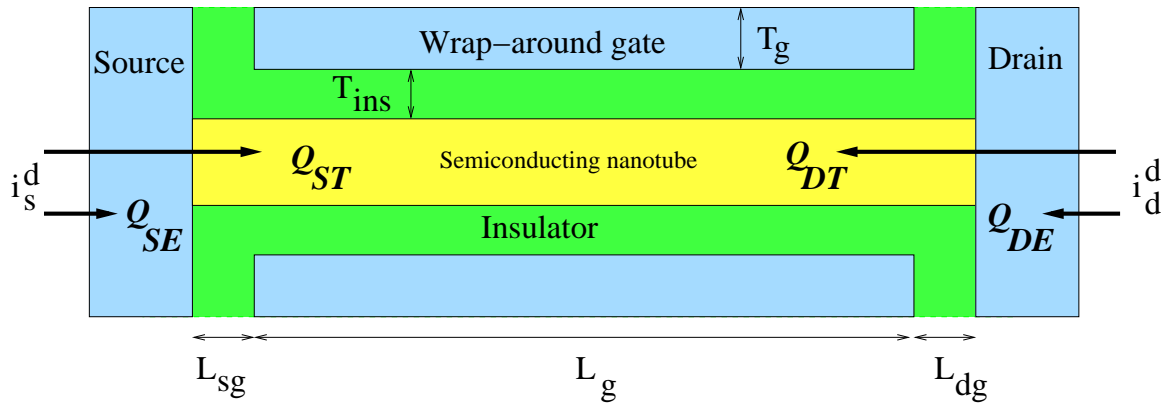 Wrap−around gate
T_g
Source
Drain
T_ins
Semiconducting nanotube
Q_ST
Q_DT
i_s^d
i_d^d
Q_SE
Q_DE
Insulator
L_sg
L_g
L_dg